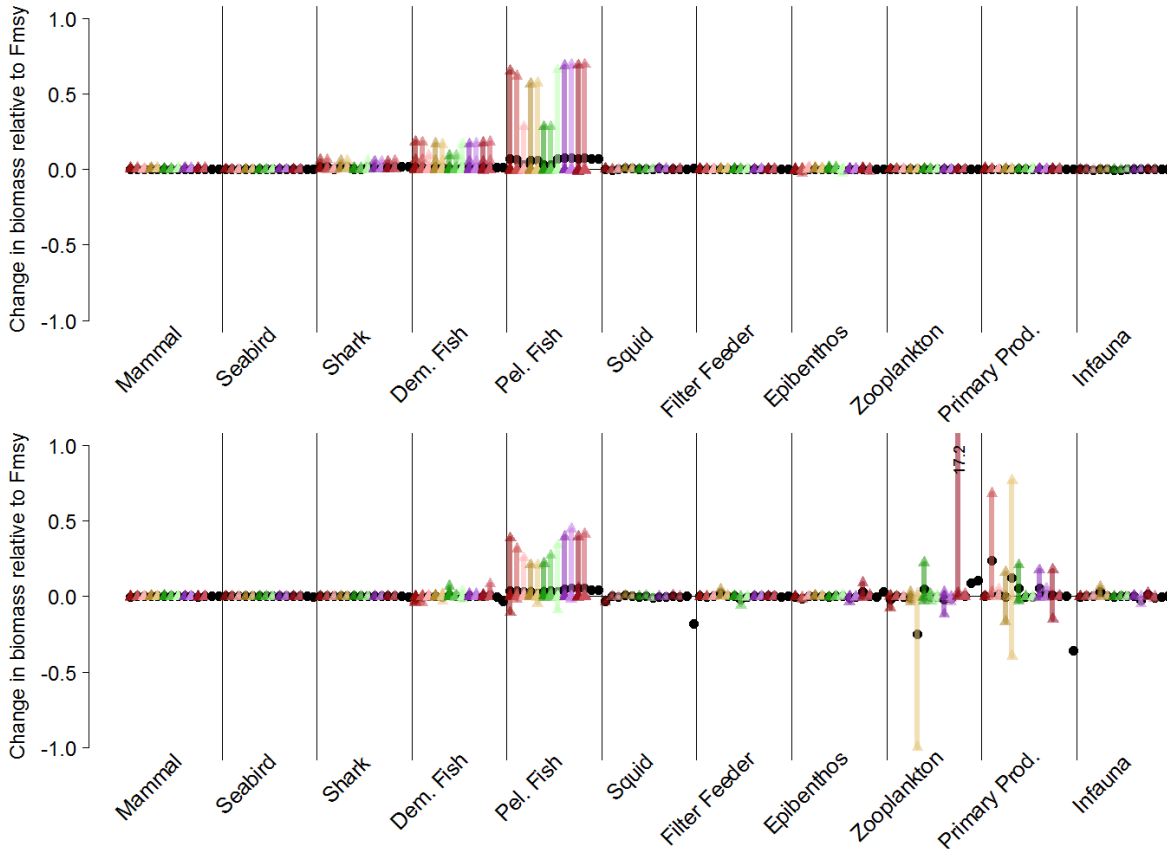 Change in biomass relative to Fmsy
1.0
0.5
0.0
-0.5
-1.0
Mammal
Seabird
Shark
Dem. Fish
Pel. Fish
Squid
Filter Feeder
Epibenthos
Zooplankton
Primary Prod.
Infauna
Change in biomass relative to Fmsy
1.0
0.5
0.0
-0.5
-1.0
17.2
Mammal
Seabird
Shark
Dem. Fish
Pel. Fish
Squid
Filter Feeder
Epibenthos
Zooplankton
Primary Prod.
Infauna